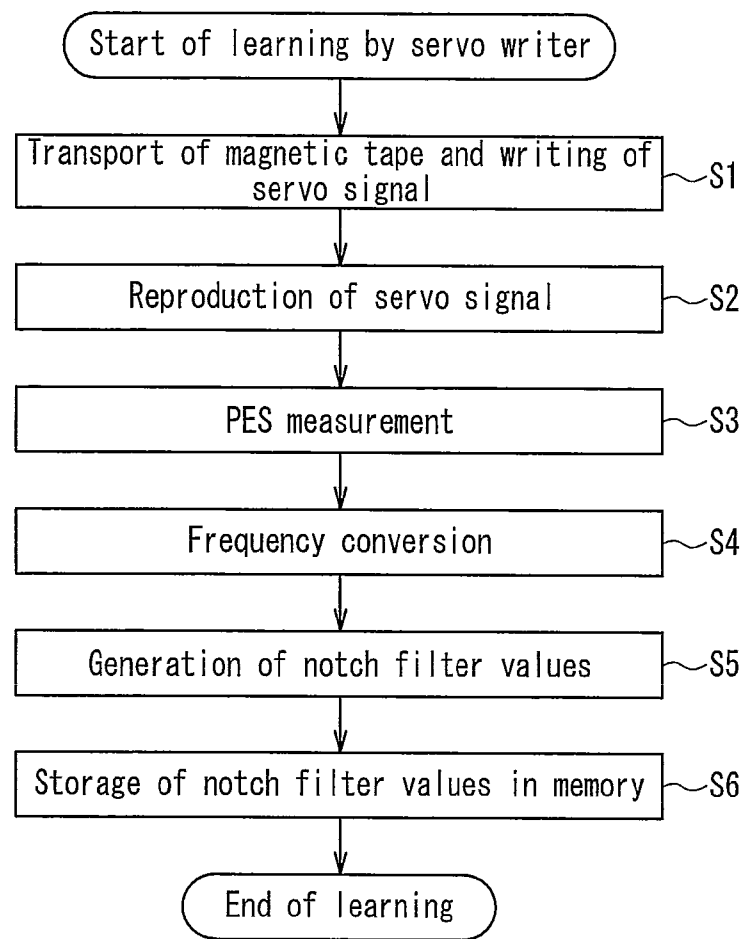 Start of learning by servo writer
Transport of magnetic tape and writing of
servo signal
S1
Reproduction of servo signal
S2
PES measurement
S3
Frequency conversion
S4
Generation of notch filter values
S5
Storage of notch filter values in memory
S6
End of learning